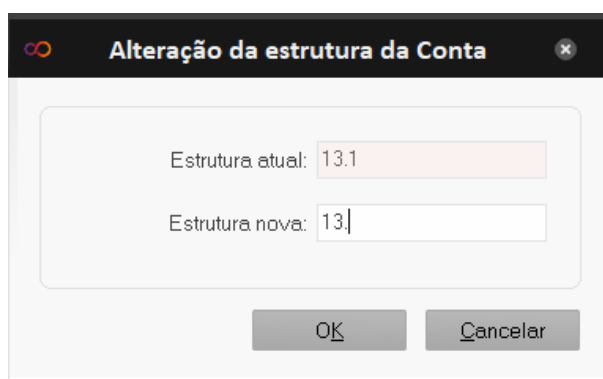 Alteração da estrutura da Conta
Estrutura atual: 13.1
Estrutura nova: 13.
OK Cancelar